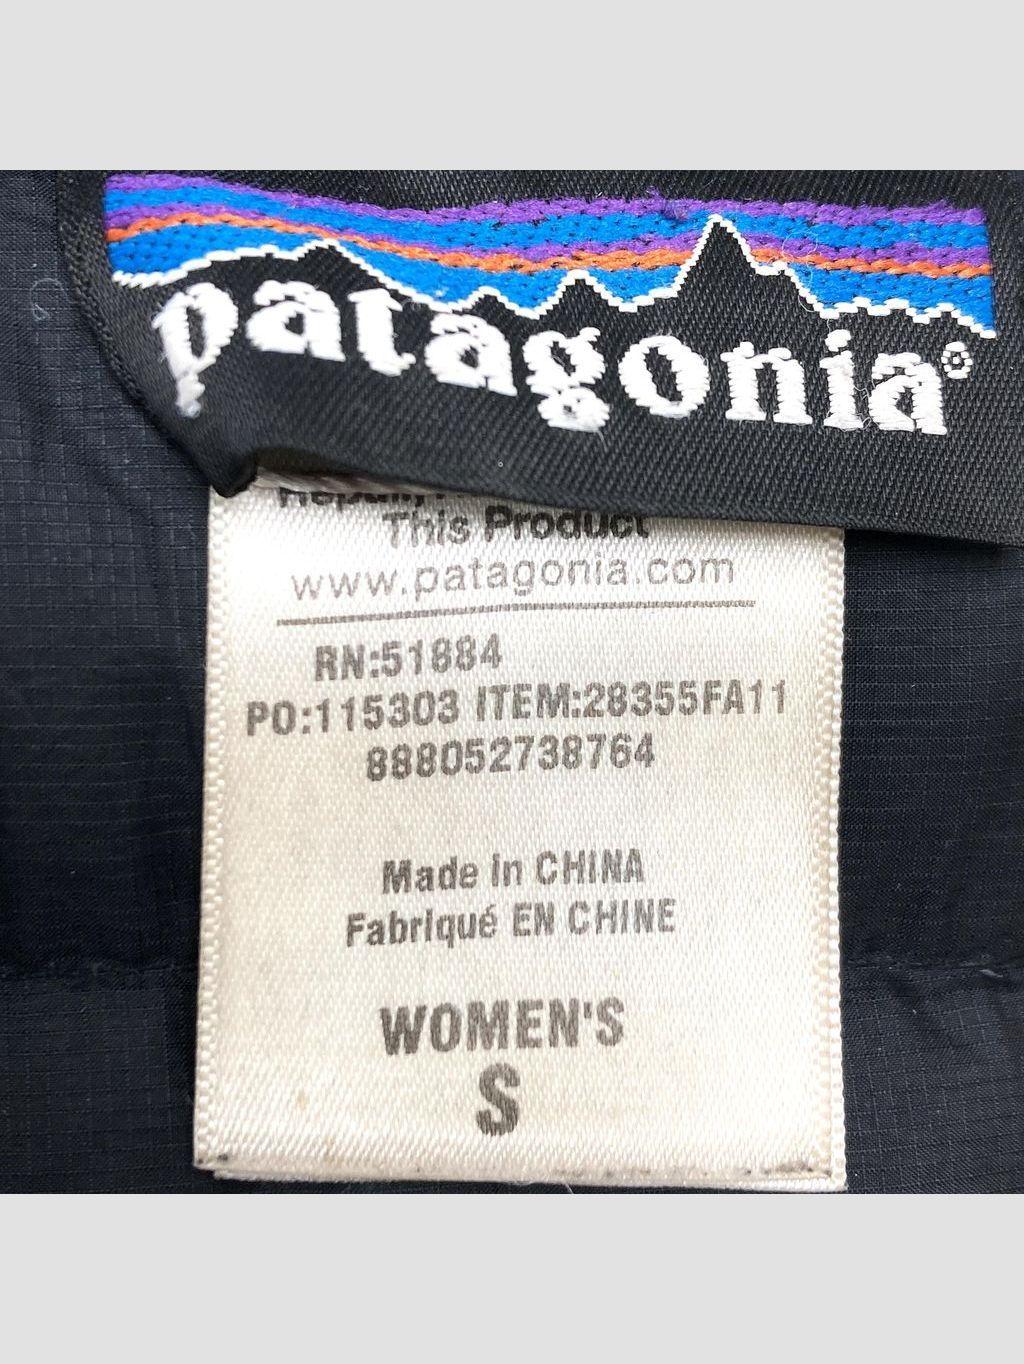 patagonia®
This Product
www.patagonia.com
RN:51884
PO:115303 ITEM:28355FA11
888052738764
Made in CHINA
Fabriqué EN CHINE
WOMEN'S
S